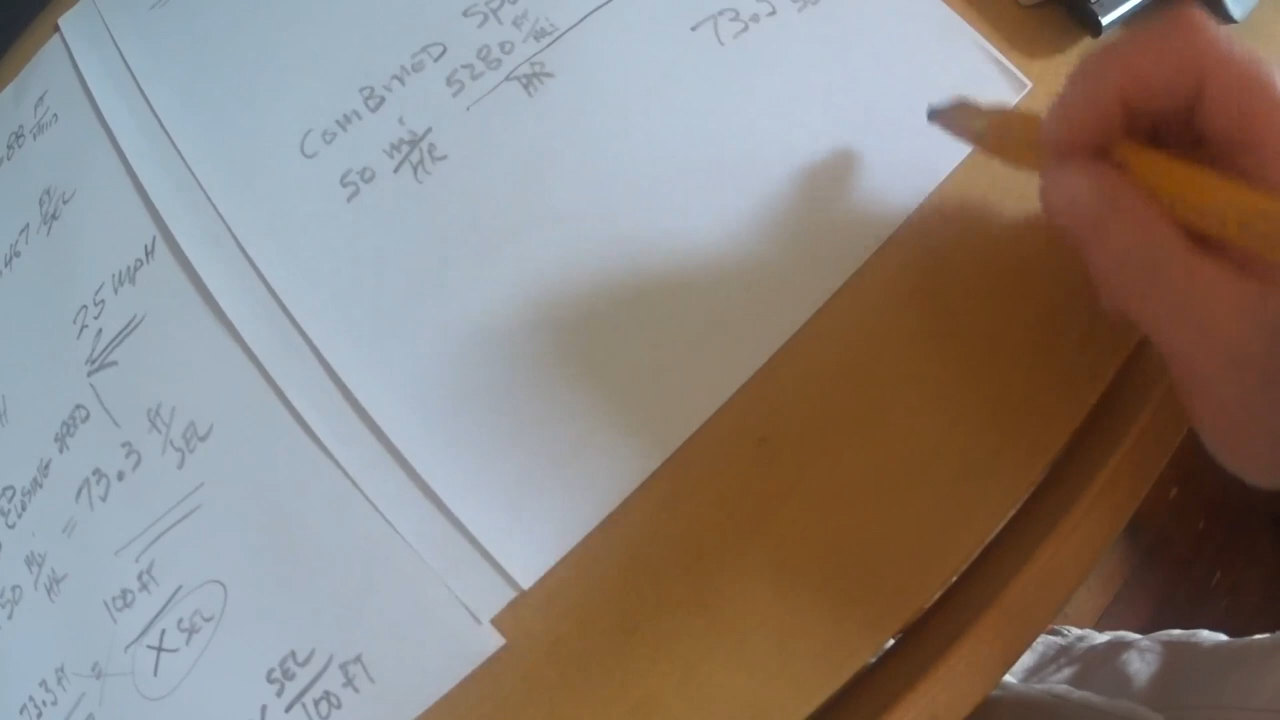 88 FT/min
.467 FT/SEC
25 MPH
CLOSING SPEED
50 Mi/HR = 73.3 FT/SEC
100 FT
X SEC
73.3 FT =
SEC
100 FT
COMBINED
5280 FT/mi
HR
50 mi/HR
73.3